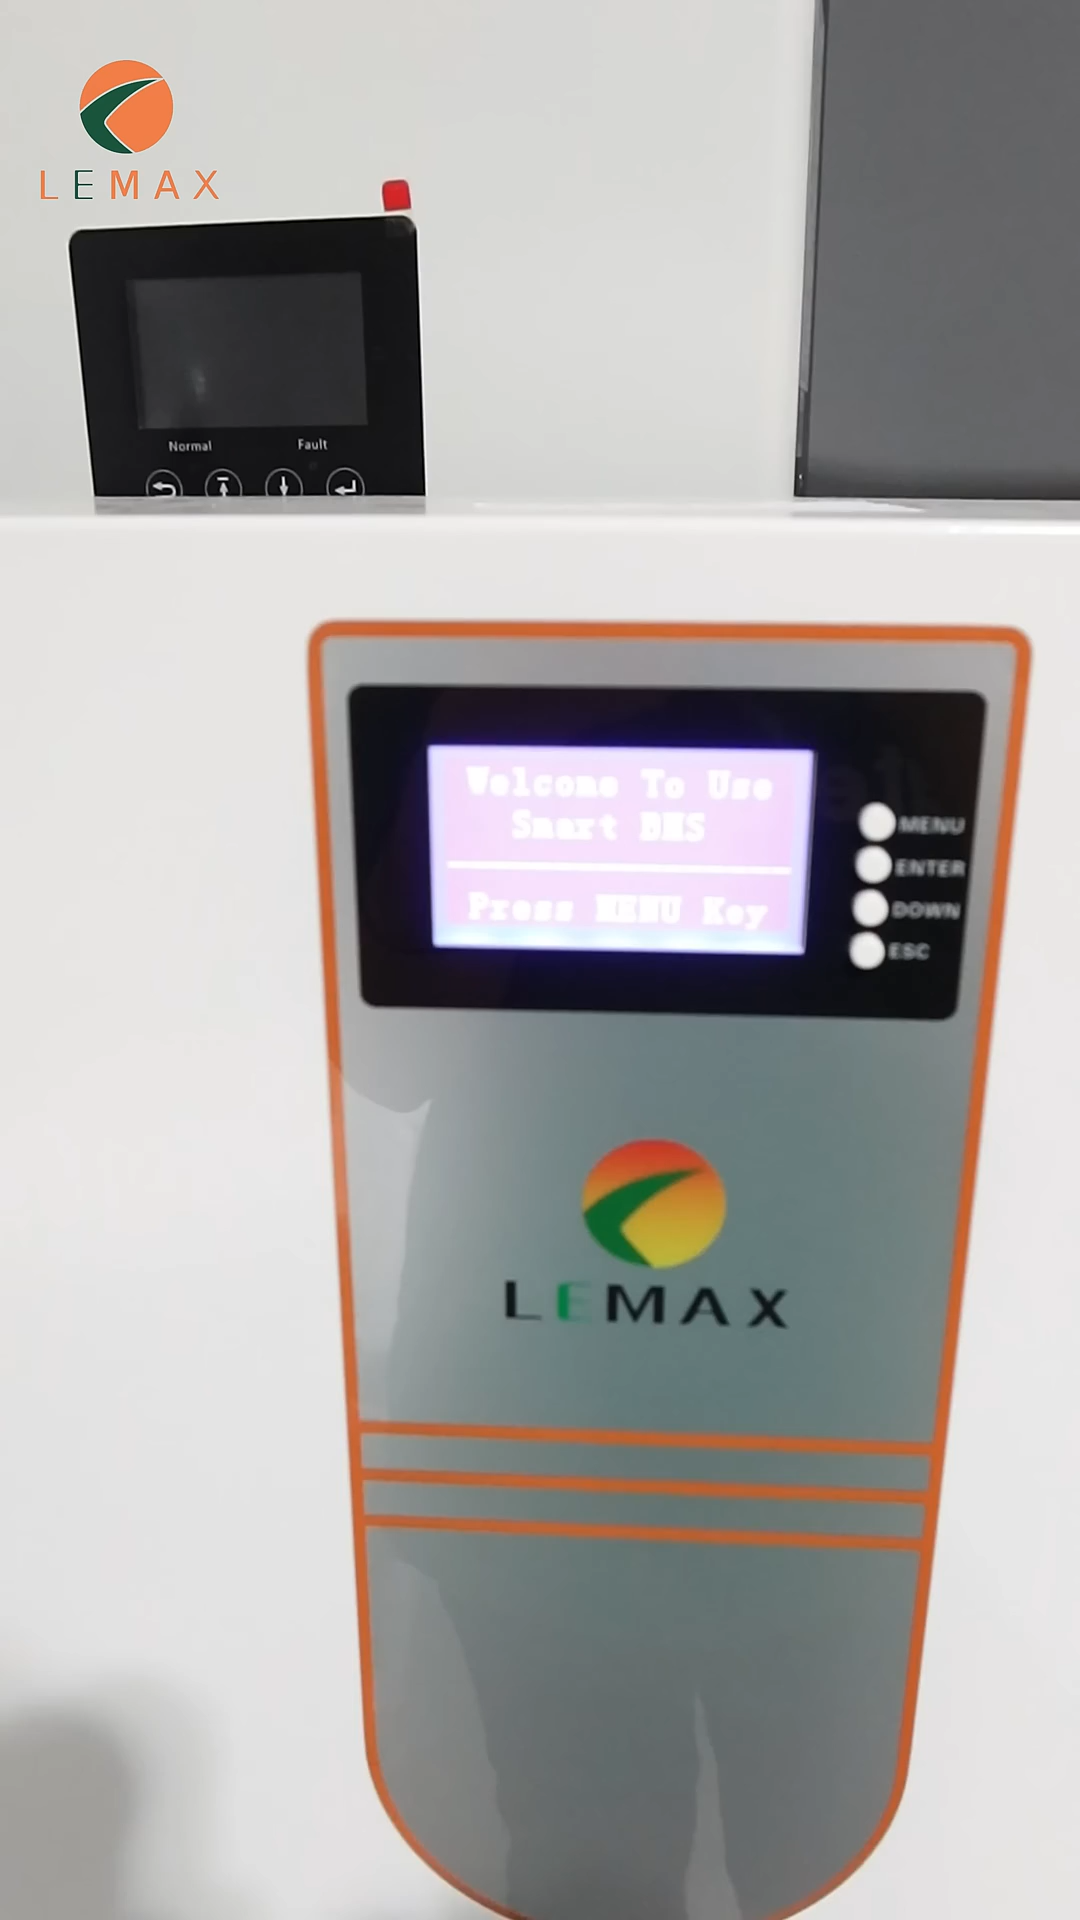 LEMAX
Normal Fault
Welcome To Use
Smart BMS
Press MENU Key
MENU
ENTER
DOWN
ESC
LEMAX